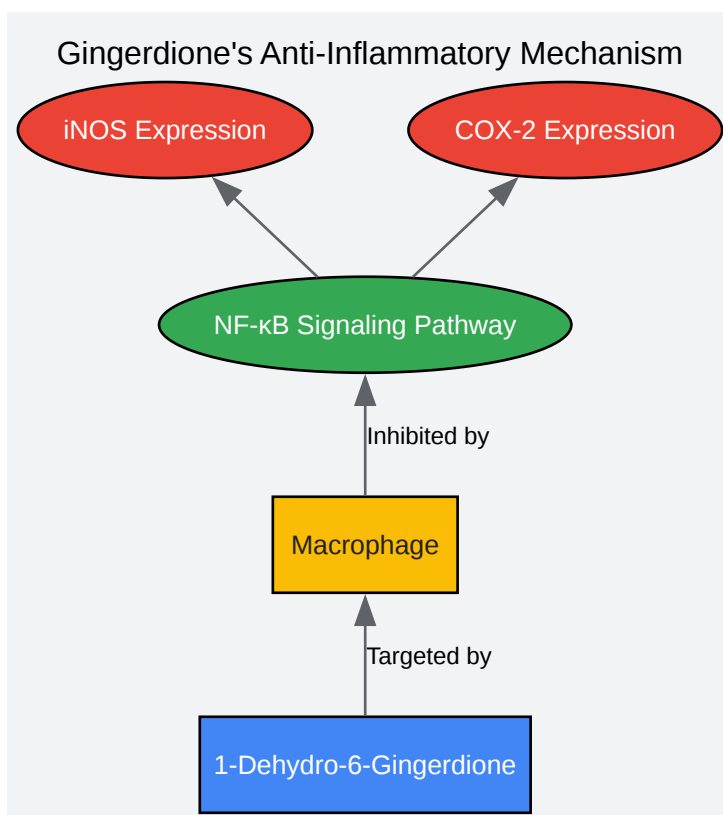 Gingerdione's Anti-Inflammatory Mechanism
iNOS Expression
COX-2 Expression
NF-κB Signaling Pathway
Inhibited by
Macrophage
Targeted by
1-Dehydro-6-Gingerdione